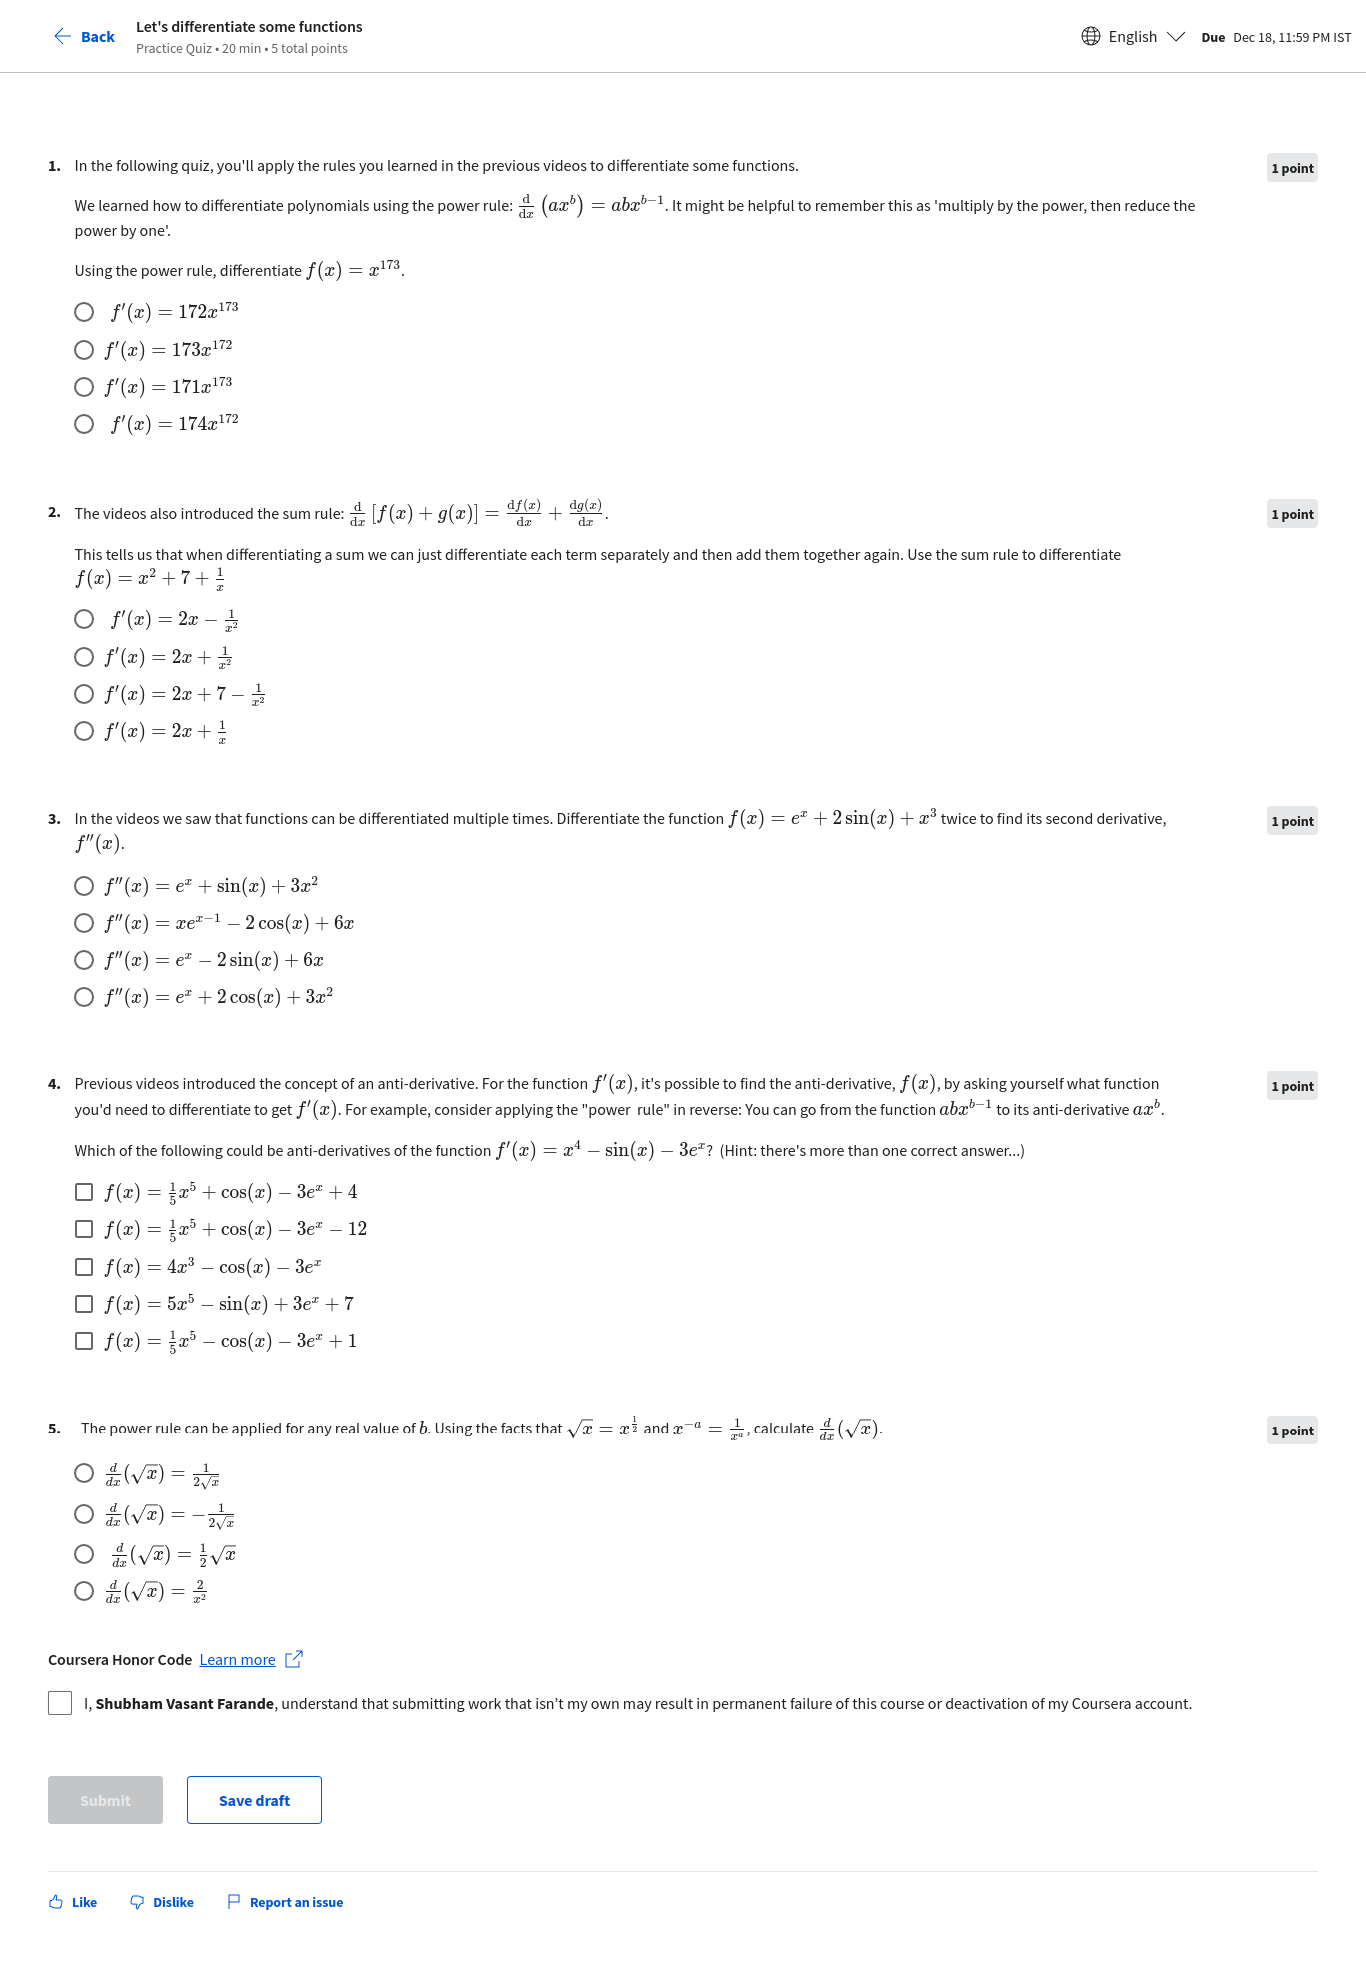 Back
Let's differentiate some functions
Practice Quiz • 20 min • 5 total points
English
Due Dec 18, 11:59 PM IST
1. In the following quiz, you'll apply the rules you learned in the previous videos to differentiate some functions.
1 point
We learned how to differentiate polynomials using the power rule: $\frac{\mathrm{d}}{\mathrm{d}x}\left(ax^b\right) = abx^{b-1}$. It might be helpful to remember this as 'multiply by the power, then reduce the
power by one'.
Using the power rule, differentiate $f(x) = x^{173}$.
$f'(x) = 172x^{173}$
$f'(x) = 173x^{172}$
$f'(x) = 171x^{173}$
$f'(x) = 174x^{172}$
2. The videos also introduced the sum rule: $\frac{\mathrm{d}}{\mathrm{d}x}[f(x) + g(x)] = \frac{\mathrm{d}f(x)}{\mathrm{d}x} + \frac{\mathrm{d}g(x)}{\mathrm{d}x}$.
1 point
This tells us that when differentiating a sum we can just differentiate each term separately and then add them together again. Use the sum rule to differentiate
$f(x) = x^2 + 7 + \frac{1}{x}$
$f'(x) = 2x - \frac{1}{x^2}$
$f'(x) = 2x + \frac{1}{x^2}$
$f'(x) = 2x + 7 - \frac{1}{x^2}$
$f'(x) = 2x + \frac{1}{x}$
3. In the videos we saw that functions can be differentiated multiple times. Differentiate the function $f(x) = e^x + 2\sin(x) + x^3$ twice to find its second derivative,
1 point
$f''(x)$.
$f''(x) = e^x + \sin(x) + 3x^2$
$f''(x) = xe^{x-1} - 2\cos(x) + 6x$
$f''(x) = e^x - 2\sin(x) + 6x$
$f''(x) = e^x + 2\cos(x) + 3x^2$
4. Previous videos introduced the concept of an anti-derivative. For the function $f'(x)$, it's possible to find the anti-derivative, $f(x)$, by asking yourself what function
1 point
you'd need to differentiate to get $f'(x)$. For example, consider applying the "power rule" in reverse: You can go from the function $abx^{b-1}$ to its anti-derivative $ax^b$.
Which of the following could be anti-derivatives of the function $f'(x) = x^4 - \sin(x) - 3e^x$? (Hint: there's more than one correct answer...)
$f(x) = \frac{1}{5}x^5 + \cos(x) - 3e^x + 4$
$f(x) = \frac{1}{5}x^5 + \cos(x) - 3e^x - 12$
$f(x) = 4x^3 - \cos(x) - 3e^x$
$f(x) = 5x^5 - \sin(x) + 3e^x + 7$
$f(x) = \frac{1}{5}x^5 - \cos(x) - 3e^x + 1$
5. The power rule can be applied for any real value of $b$. Using the facts that $\sqrt{x} = x^{\frac{1}{2}}$ and $x^{-a} = \frac{1}{x^a}$, calculate $\frac{d}{dx}(\sqrt{x})$.
1 point
$\frac{d}{dx}(\sqrt{x}) = \frac{1}{2\sqrt{x}}$
$\frac{d}{dx}(\sqrt{x}) = -\frac{1}{2\sqrt{x}}$
$\frac{d}{dx}(\sqrt{x}) = \frac{1}{2}\sqrt{x}$
$\frac{d}{dx}(\sqrt{x}) = \frac{2}{x^2}$
Coursera Honor Code Learn more
I, Shubham Vasant Farande, understand that submitting work that isn’t my own may result in permanent failure of this course or deactivation of my Coursera account.
Submit
Save draft
Like
Dislike
Report an issue